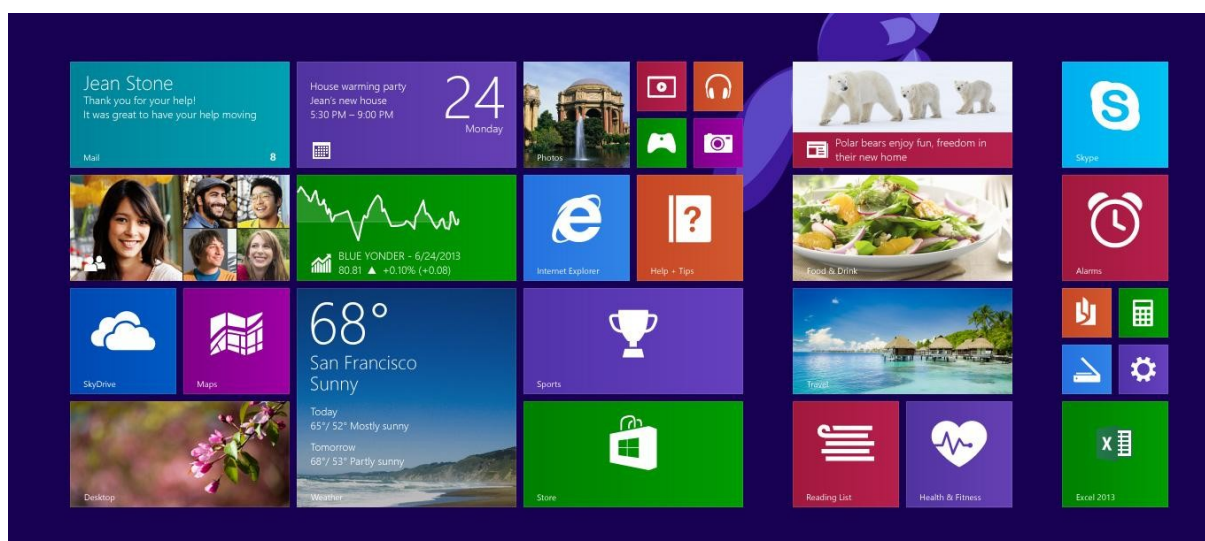 Jean Stone
Thank you for your help!
It was great to have your help moving
Mail
8
House warming party
Jean's new house
5:30 PM – 9:00 PM
24
Monday
Photos
Polar bears enjoy fun, freedom in
their new home
Skype
BLUE YONDER - 6/24/2013
80.81 ▲ +0.10% (+0.08)
Internet Explorer
Help + Tips
Food & Drink
Alarms
SkyDrive
Maps
68°
San Francisco
Sunny
Today
65°/ 52° Mostly sunny
Tomorrow
68°/ 53° Partly sunny
Weather
Sports
Travel
Desktop
Store
Reading List
Health & Fitness
Excel 2013